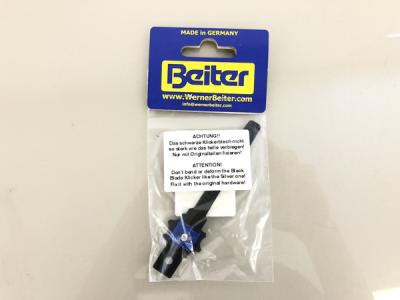 MADE IN GERMANY
Beiter
www.WernerBeiter.com
info@wernerbeiter.com
ACHTUNG!!
Das schwarze Klickerblech nicht
so stark wie das helle verbiegen!
Nur mit Originalteilen fixieren!
ATTENTION!
Don't bend or deform the Black
Blade Klicker like the Silver one!
Fix it with the original hardware!